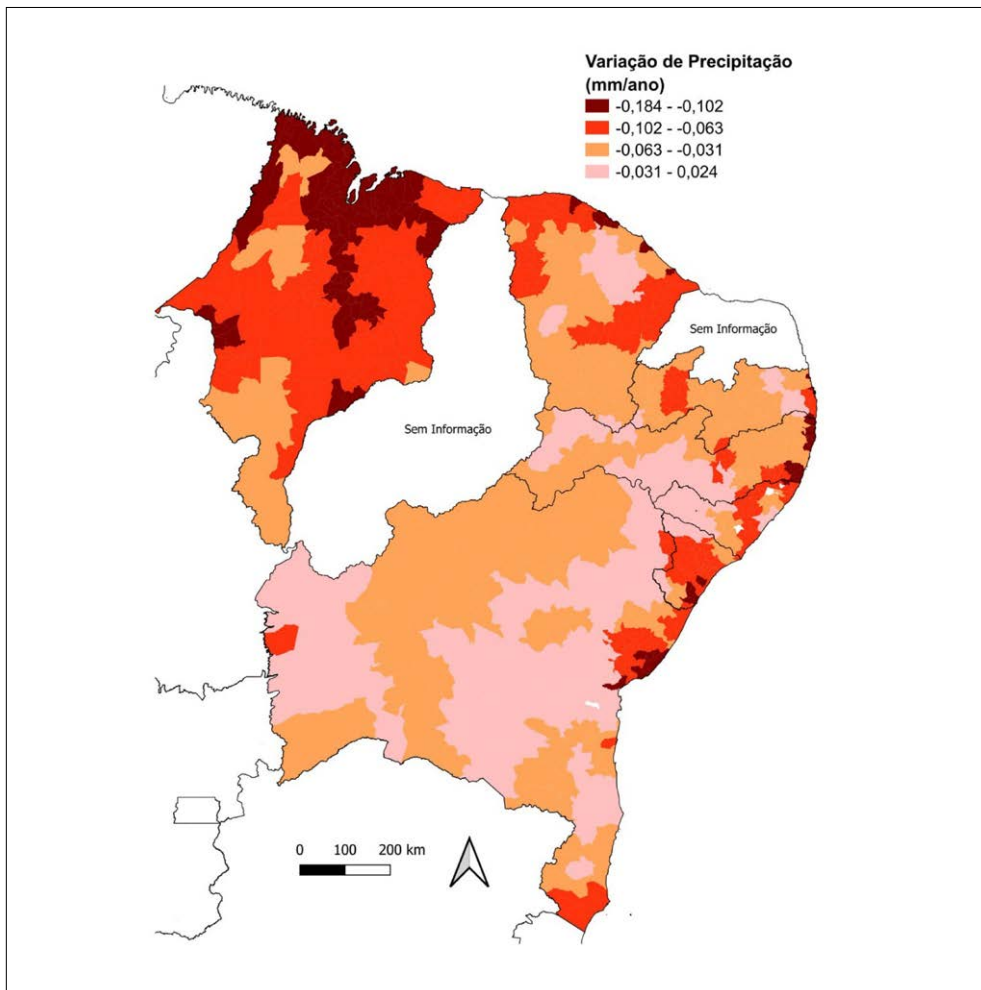 Variação de Precipitação
(mm/ano)
-0,184 - -0,102
-0,102 - -0,063
-0,063 - -0,031
-0,031 - 0,024
Sem Informação
Sem Informação
0 100 200 km